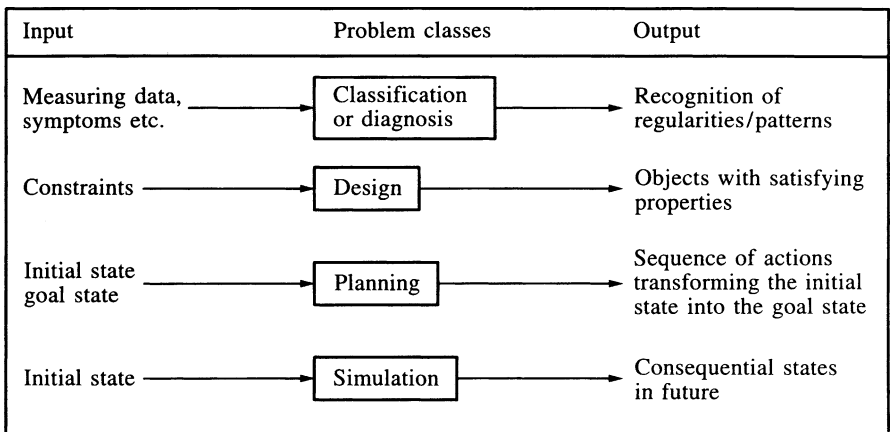 Input Problem classes Output
Measuring data,
symptoms etc.
Classification
or diagnosis
Recognition of
regularities/patterns
Constraints
Design
Objects with satisfying
properties
Initial state
goal state
Planning
Sequence of actions
transforming the initial
state into the goal state
Initial state
Simulation
Consequential states
in future